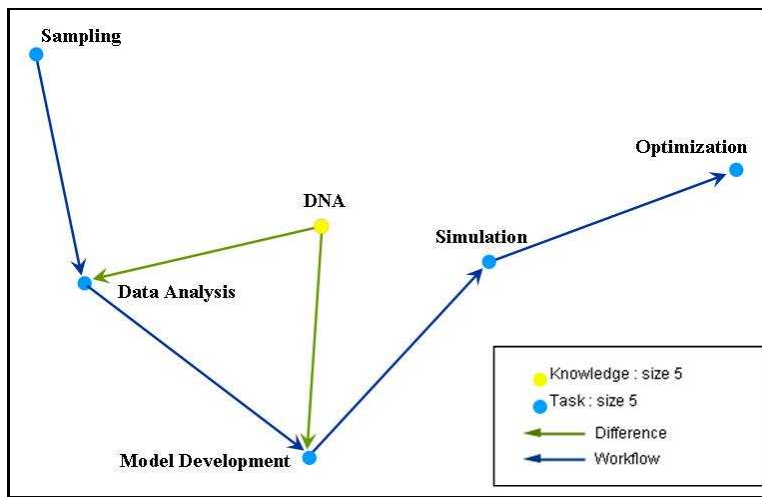 Sampling
Optimization
DNA
Simulation
Data Analysis
Model Development
Knowledge : size 5
Task : size 5
Difference
Workflow